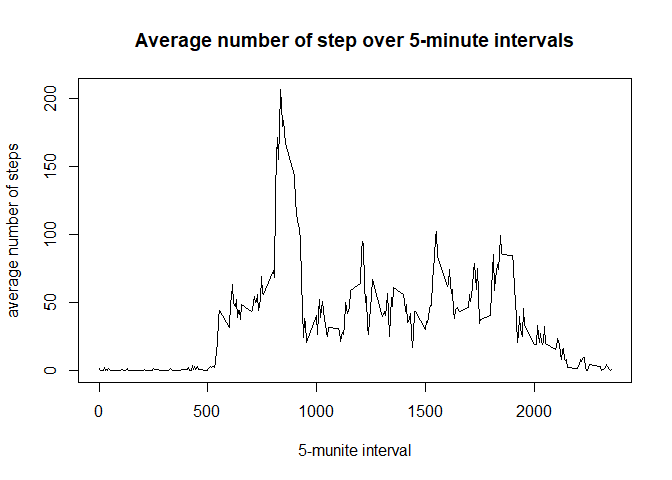 Average number of step over 5-minute intervals
average number of steps
200
150
100
50
0
0 500 1000 1500 2000
5-munite interval